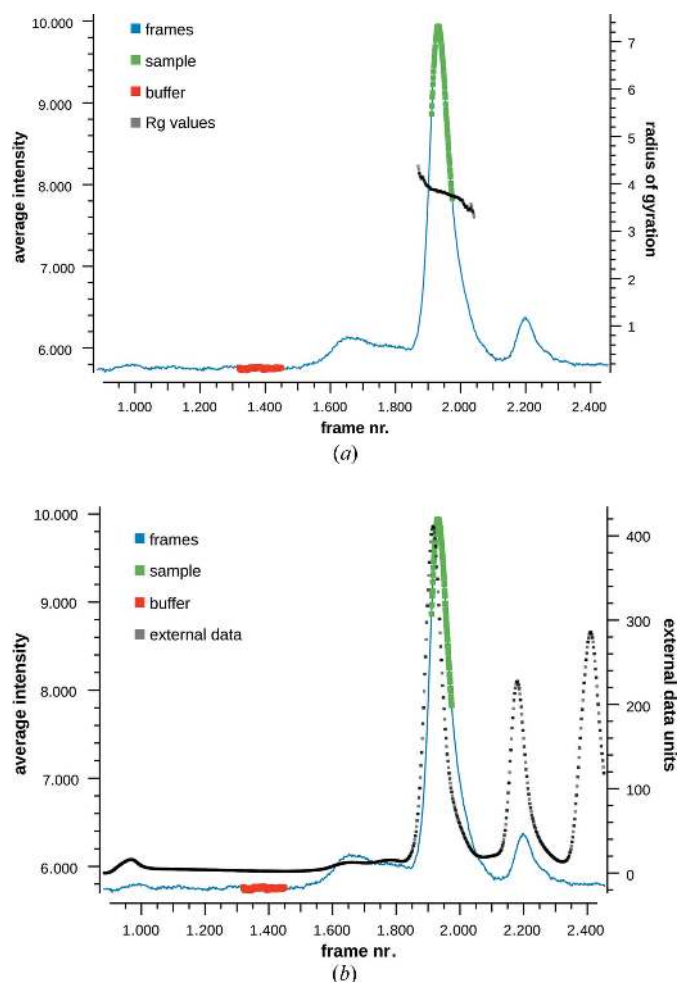 frames
sample
buffer
Rg values
average intensity
10.000
9.000
8.000
7.000
6.000
7
6
5
4
3
2
1
radius of gyration
1.000 1.200 1.400 1.600 1.800 2.000 2.200 2.400
frame nr.
(a)
frames
sample
buffer
external data
average intensity
10.000
9.000
8.000
7.000
6.000
400
300
200
100
0
external data units
1.000 1.200 1.400 1.600 1.800 2.000 2.200 2.400
frame nr.
(b)